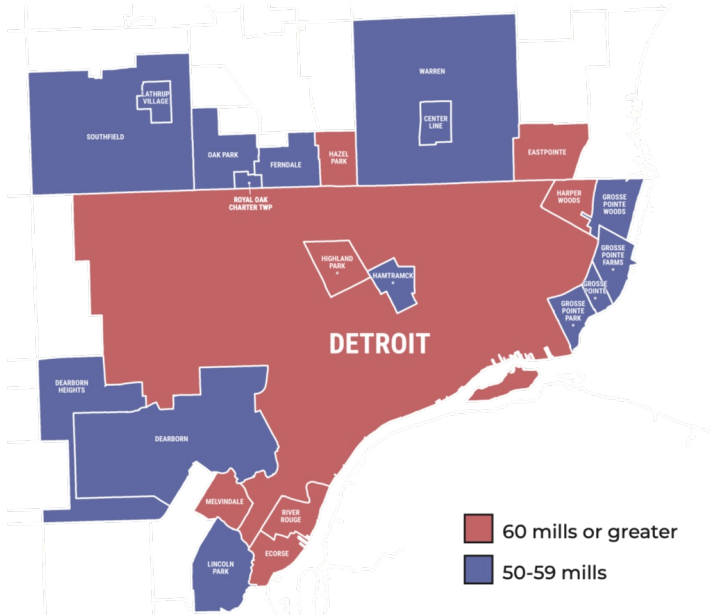 WARREN
LATHRUP
VILLAGE
CENTER
LINE
SOUTHFIELD
OAK PARK
FERNDALE
HAZEL
PARK
EASTPOINTE
ROYAL OAK
CHARTER TWP
HARPER
WOODS
GROSSE
POINTE
WOODS
GROSSE
POINTE
FARMS
HIGHLAND
PARK
HAMTRAMCK
GROSSE
POINTE
GROSSE
POINTE
PARK
DETROIT
DEARBORN
HEIGHTS
DEARBORN
MELVINDALE
RIVER
ROUGE
ECORSE
LINCOLN
PARK
60 mills or greater
50-59 mills